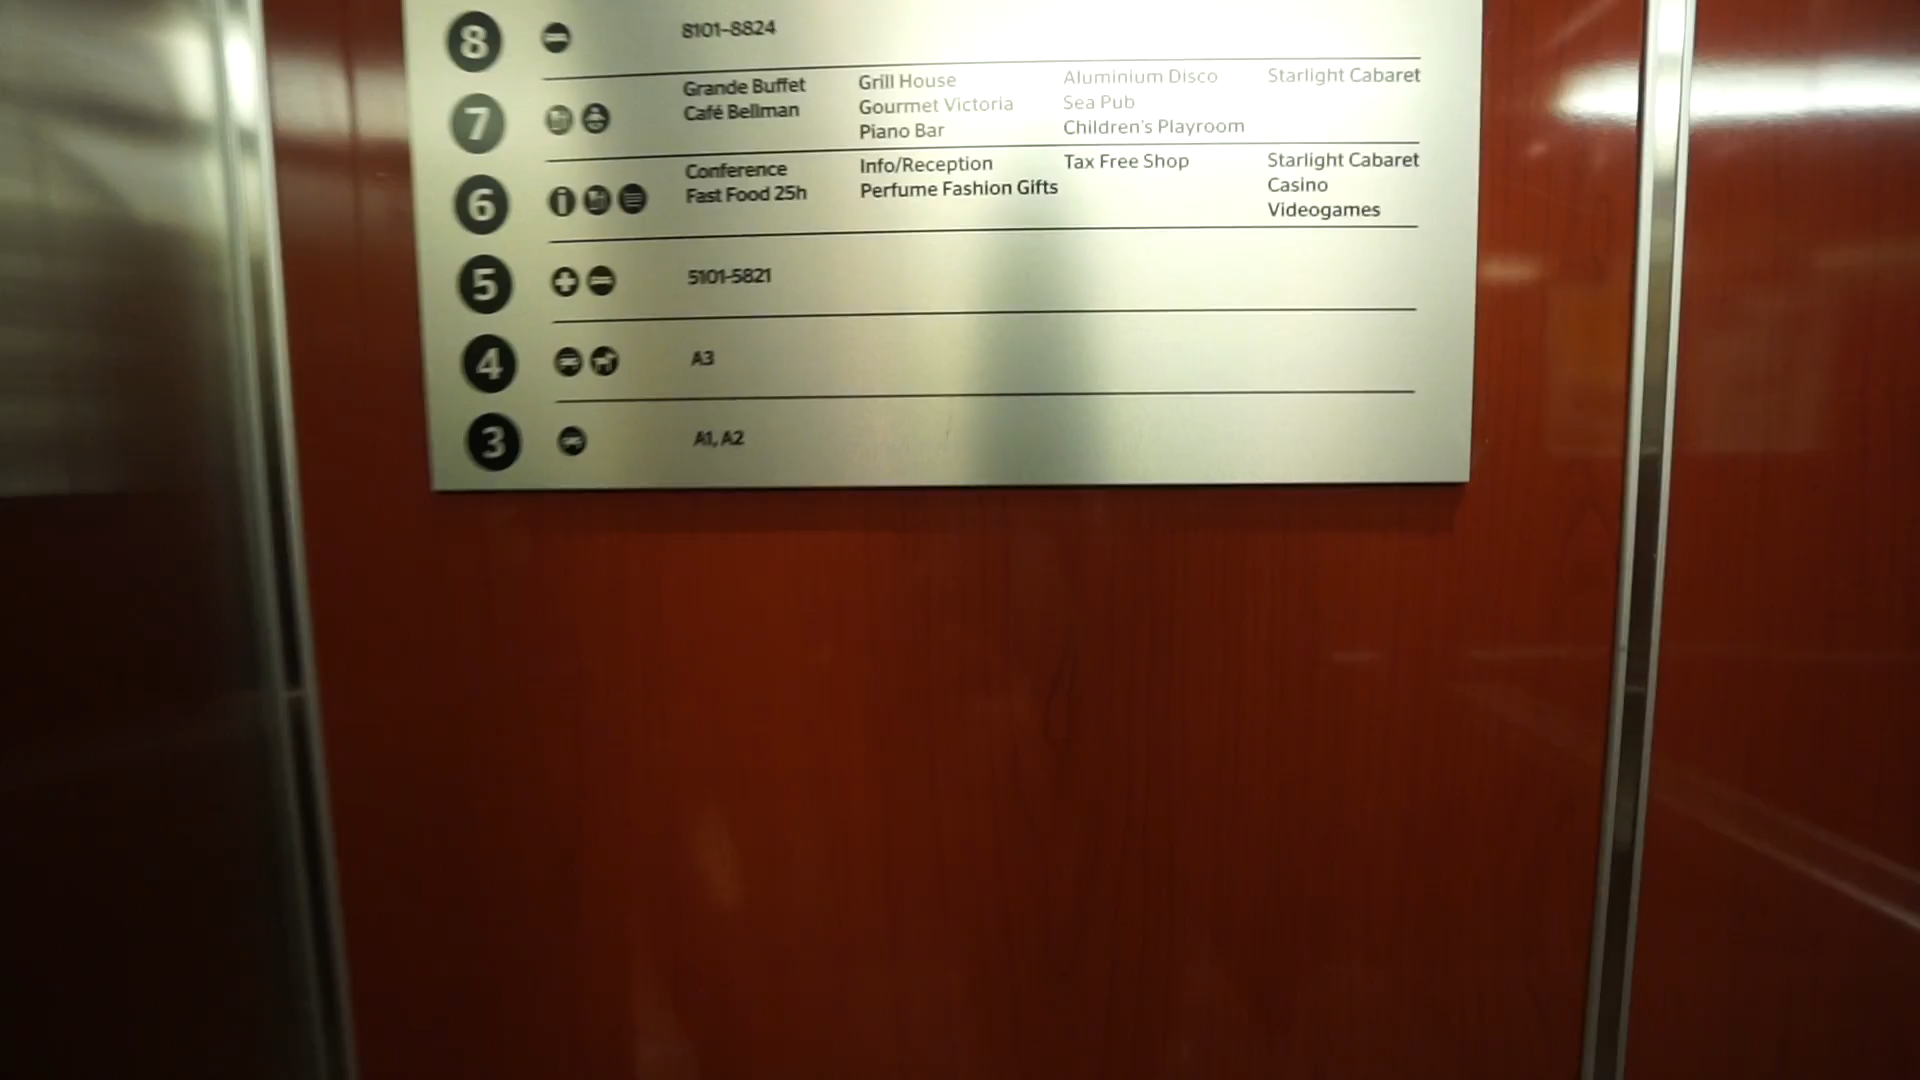 8 8101-8824
7 Grande Buffet Grill House Aluminium Disco Starlight Cabaret
Café Bellman Gourmet Victoria Sea Pub
Piano Bar Children's Playroom
6 Conference Info/Reception Tax Free Shop Starlight Cabaret
Fast Food 25h Perfume Fashion Gifts Casino
Videogames
5 5101-5821
4 A3
3 A1, A2